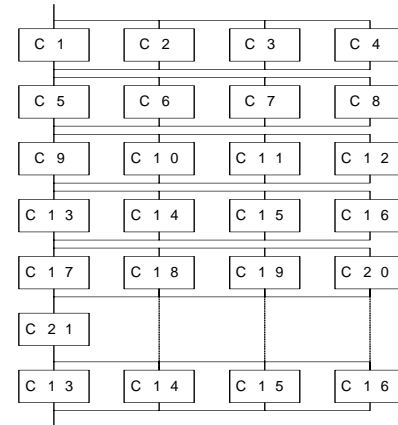 C 1 C 2 C 3 C 4
C 5 C 6 C 7 C 8
C 9 C 1 0 C 1 1 C 1 2
C 1 3 C 1 4 C 1 5 C 1 6
C 1 7 C 1 8 C 1 9 C 2 0
C 2 1
C 1 3 C 1 4 C 1 5 C 1 6